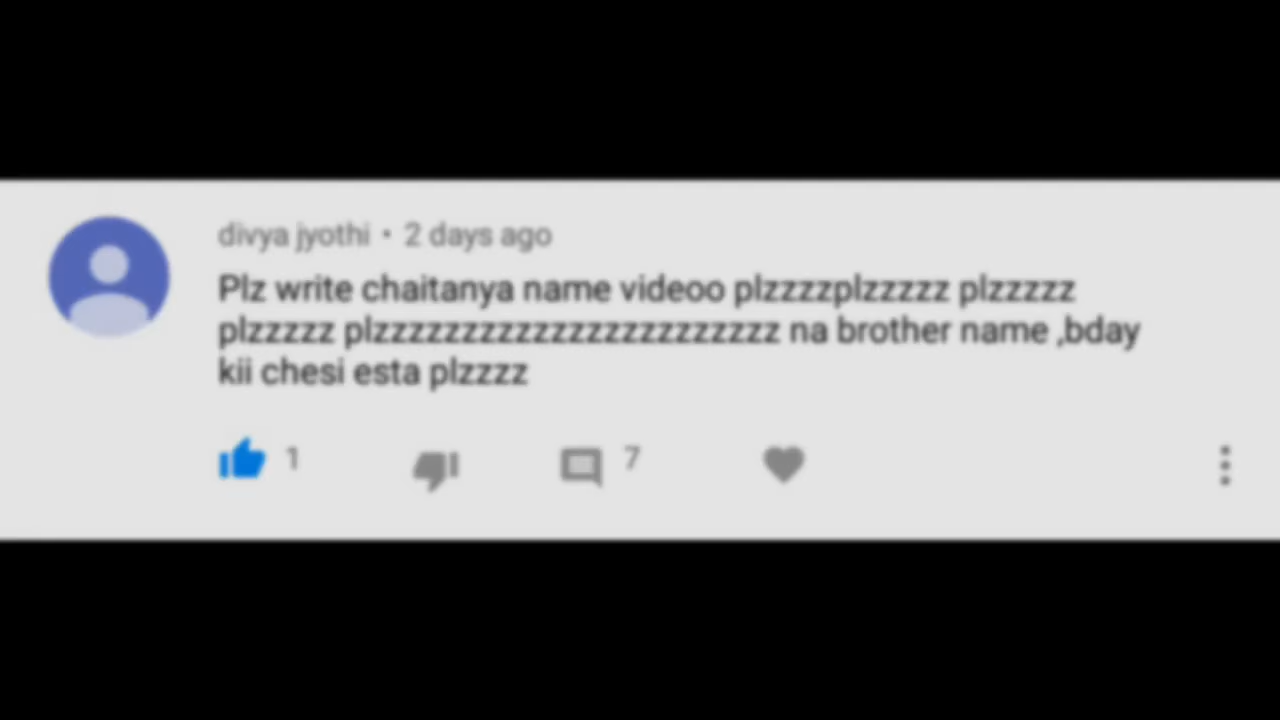 divya jyothi • 2 days ago
Plz write chaitanya name videoo plzzzzplzzzzz plzzzzz
plzzzzz plzzzzzzzzzzzzzzzzzzzzzzz na brother name ,bday
kii chesi esta plzzzz
1 7